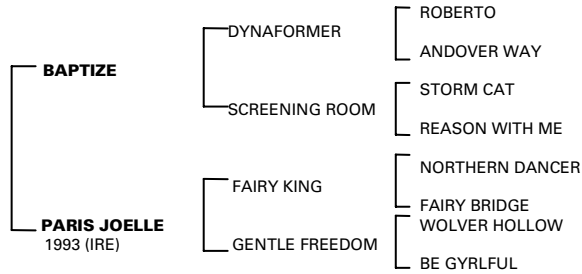 ROBERTO
DYNAFORMER
ANDOVER WAY
BAPTIZE
STORM CAT
SCREENING ROOM
REASON WITH ME
NORTHERN DANCER
FAIRY KING
FAIRY BRIDGE
PARIS JOELLE
WOLVER HOLLOW
1993 (IRE)
GENTLE FREEDOM
BE GYRLFUL